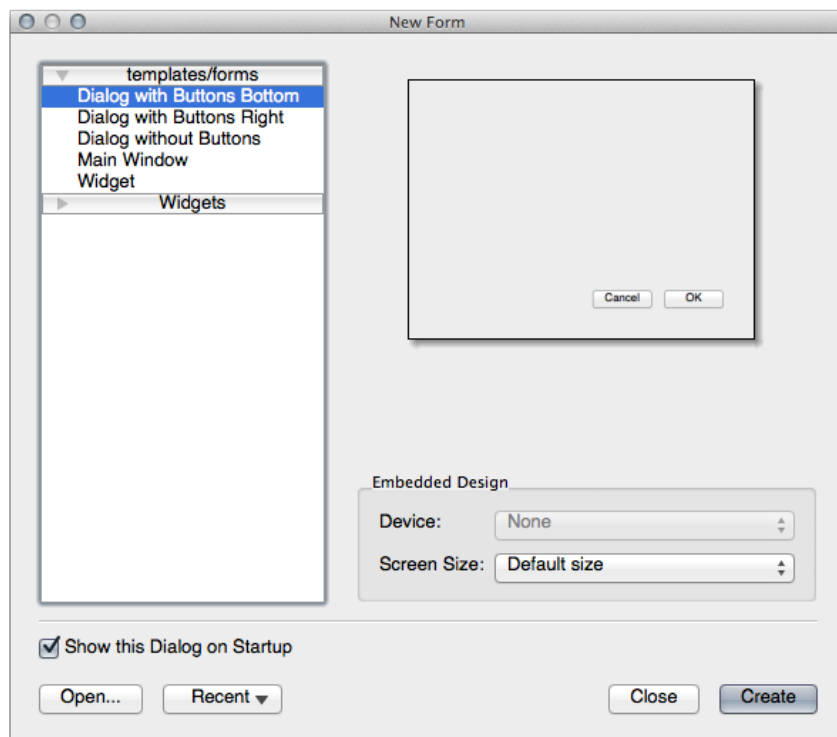 New Form
templates/forms
Dialog with Buttons Bottom
Dialog with Buttons Right
Dialog without Buttons
Main Window
Widget
Widgets
Cancel OK
Embedded Design
Device: None
Screen Size: Default size
Show this Dialog on Startup
Open... Recent Close Create